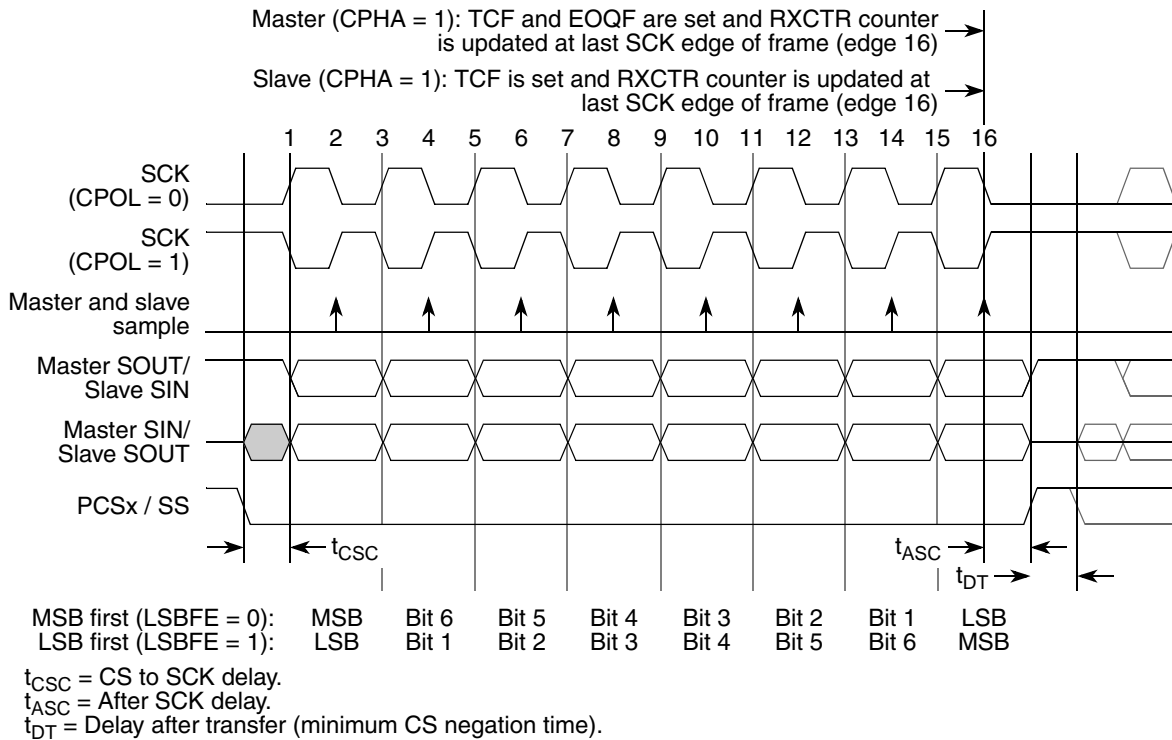 Master (CPHA = 1): TCF and EOQF are set and RXCTR counter
is updated at last SCK edge of frame (edge 16)
Slave (CPHA = 1): TCF is set and RXCTR counter is updated at
last SCK edge of frame (edge 16)
1 2 3 4 5 6 7 8 9 10 11 12 13 14 15 16
SCK
(CPOL = 0)
SCK
(CPOL = 1)
Master and slave
sample
Master SOUT/
Slave SIN
Master SIN/
Slave SOUT
PCSx / SS
tCSC tASC
tDT
MSB first (LSBFE = 0): MSB Bit 6 Bit 5 Bit 4 Bit 3 Bit 2 Bit 1 LSB
LSB first (LSBFE = 1): LSB Bit 1 Bit 2 Bit 3 Bit 4 Bit 5 Bit 6 MSB
tCSC = CS to SCK delay.
tASC = After SCK delay.
tDT = Delay after transfer (minimum CS negation time).